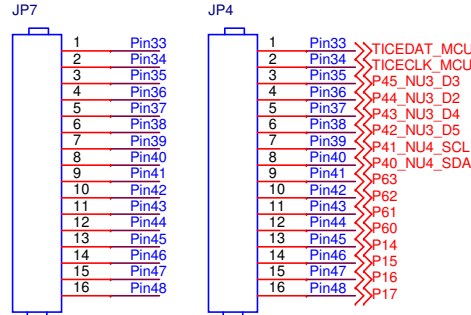 JP7 JP4
1 Pin33 1 Pin33 TICEDAT_MCU
2 Pin34 2 Pin34 TICECLK_MCU
3 Pin35 3 Pin35 P45_NU3_D3
4 Pin36 4 Pin36 P44_NU3_D2
5 Pin37 5 Pin37 P43_NU3_D4
6 Pin38 6 Pin38 P42_NU3_D5
7 Pin39 7 Pin39 P41_NU4_SCL
8 Pin40 8 Pin40 P40_NU4_SDA
9 Pin41 9 Pin41 P63
10 Pin42 10 Pin42 P62
11 Pin43 11 Pin43 P61
12 Pin44 12 Pin44 P60
13 Pin45 13 Pin45 P14
14 Pin46 14 Pin46 P15
15 Pin47 15 Pin47 P16
16 Pin48 16 Pin48 P17